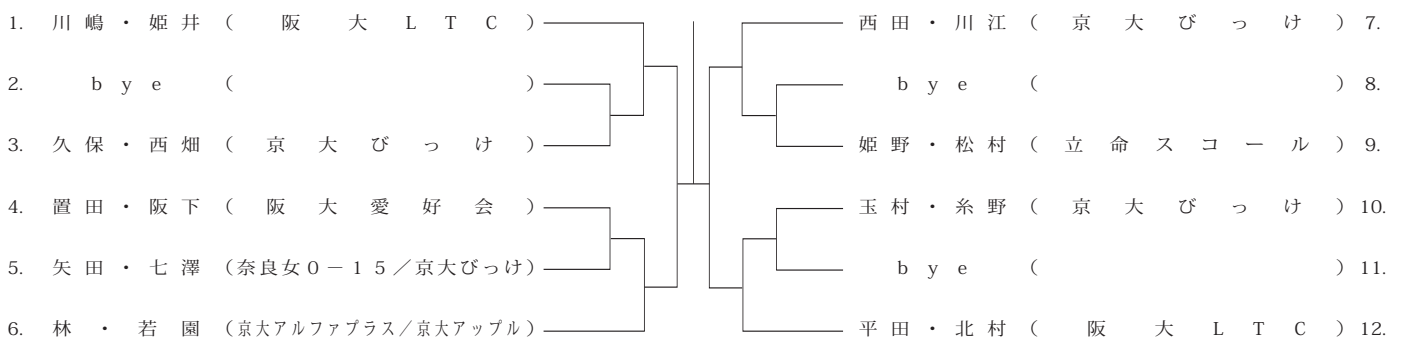 1. 川嶋・姫井（阪大LTC）
2. bye（　）
3. 久保・西畑（京大びっけ）
4. 置田・阪下（阪大愛好会）
5. 矢田・七澤（奈良女０－１５／京大びっけ）
6. 林・若園（京大アルファプラス／京大アップル）
西田・川江（京大びっけ）7.
bye（　）8.
姫野・松村（立命スコール）9.
玉村・糸野（京大びっけ）10.
bye（　）11.
平田・北村（阪大LTC）12.